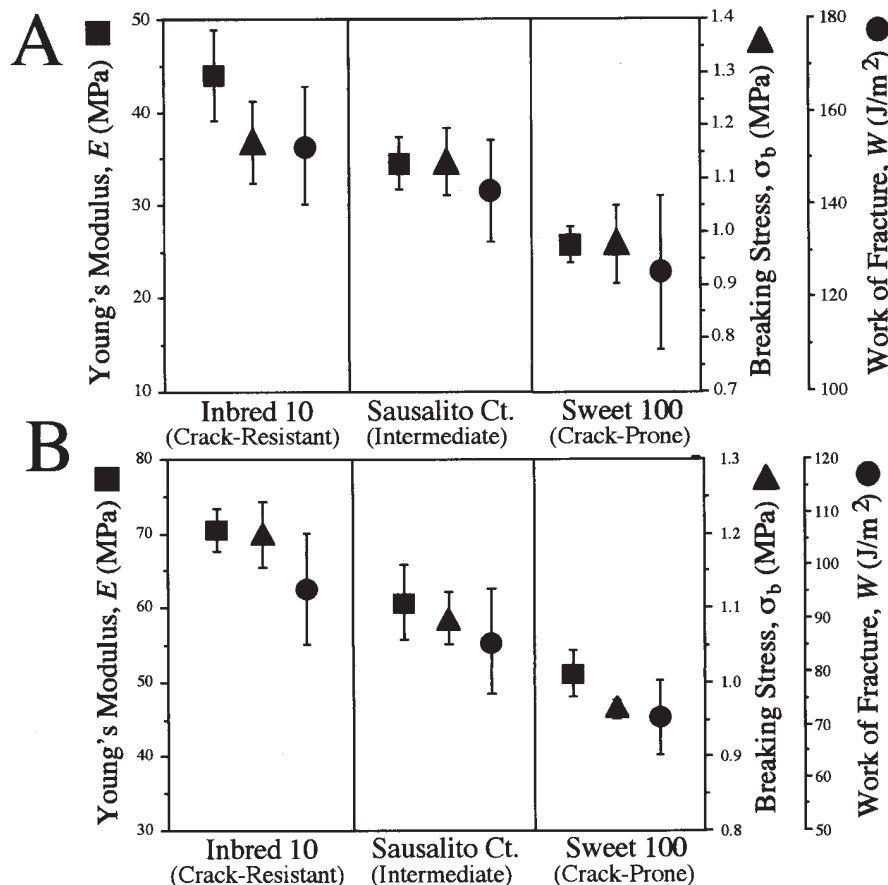 A
Young's Modulus, E (MPa)
50
40
30
20
10
1.4
1.3
1.2
1.1
1.0
0.9
0.8
0.7
Breaking Stress, σb (MPa)
180
160
140
120
100
Work of Fracture, W (J/m²)
Inbred 10
(Crack-Resistant)
Sausalito Ct.
(Intermediate)
Sweet 100
(Crack-Prone)
B
Young's Modulus, E (MPa)
80
70
60
50
40
30
1.3
1.2
1.1
1.0
0.9
0.8
Breaking Stress, σb (MPa)
120
110
100
90
80
70
60
50
Work of Fracture, W (J/m²)
Inbred 10
(Crack-Resistant)
Sausalito Ct.
(Intermediate)
Sweet 100
(Crack-Prone)